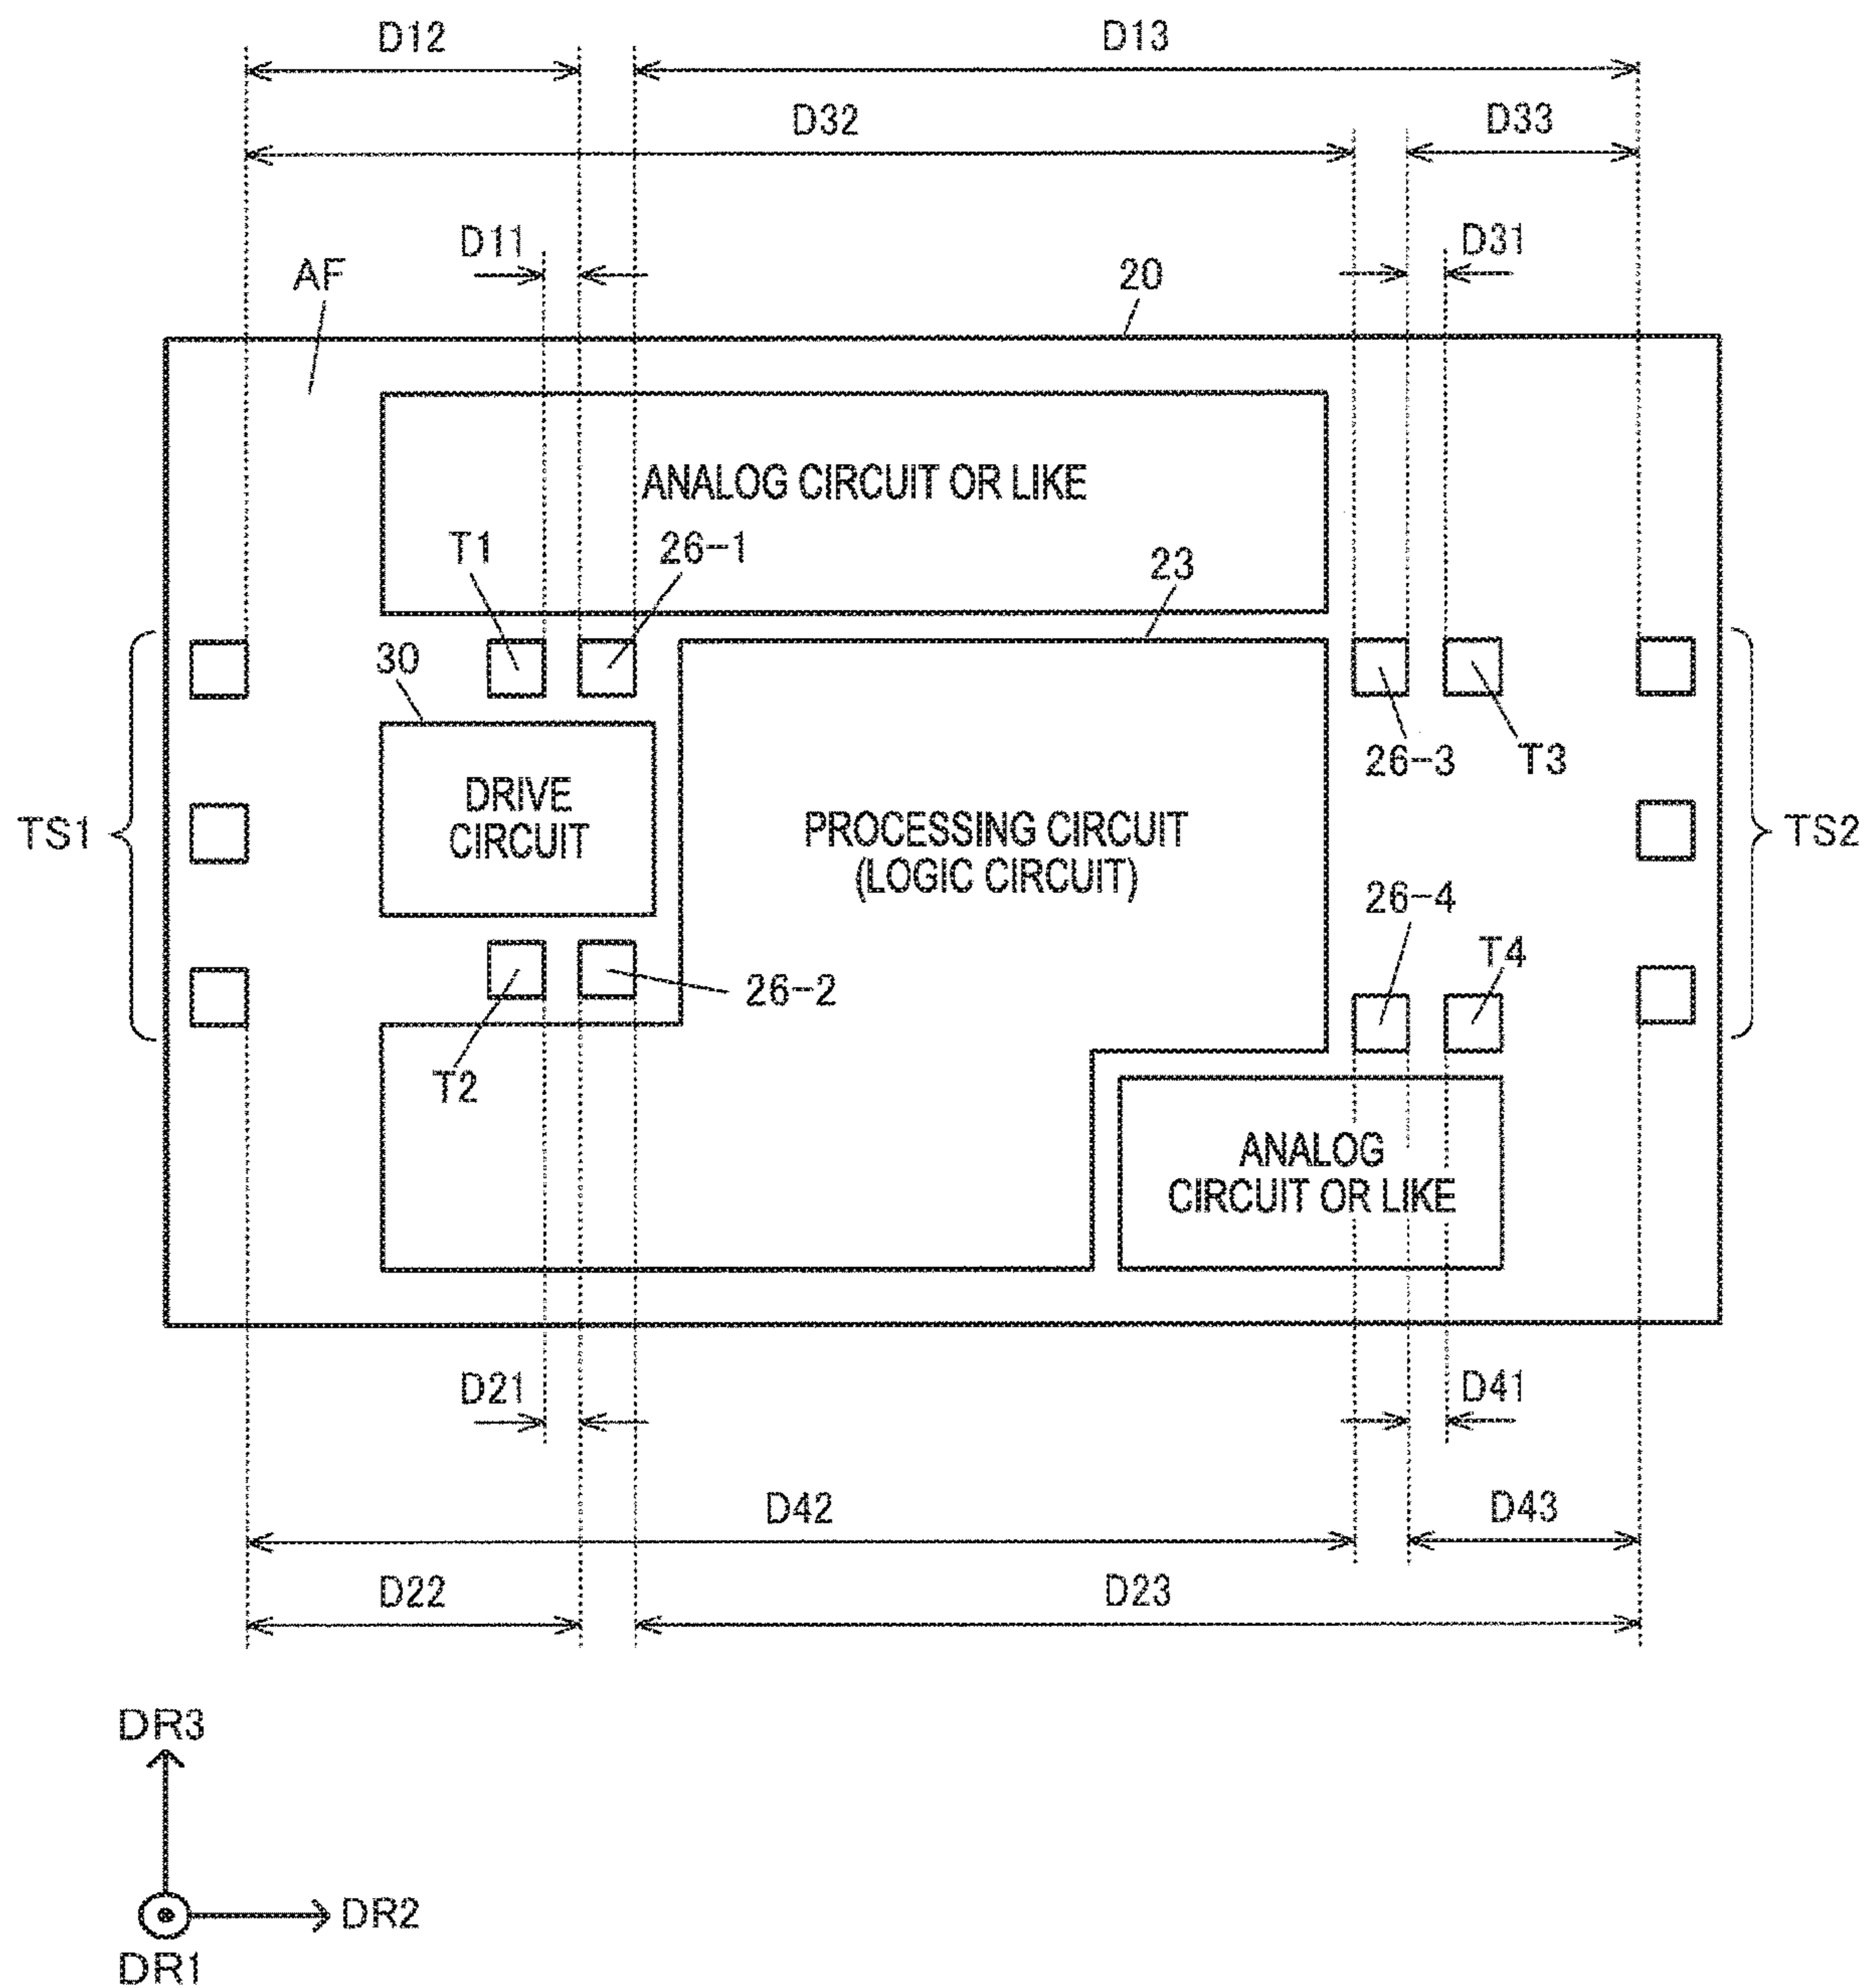 D12
D13
D32
D33
D11
D31
AF
20
ANALOG CIRCUIT OR LIKE
T1
26-1
23
30
26-3
T3
DRIVE
CIRCUIT
TS1
PROCESSING CIRCUIT
(LOGIC CIRCUIT)
TS2
26-4
T4
26-2
T2
ANALOG
CIRCUIT OR LIKE
D21
D41
D42
D43
D22
D23
DR3
DR2
DR1